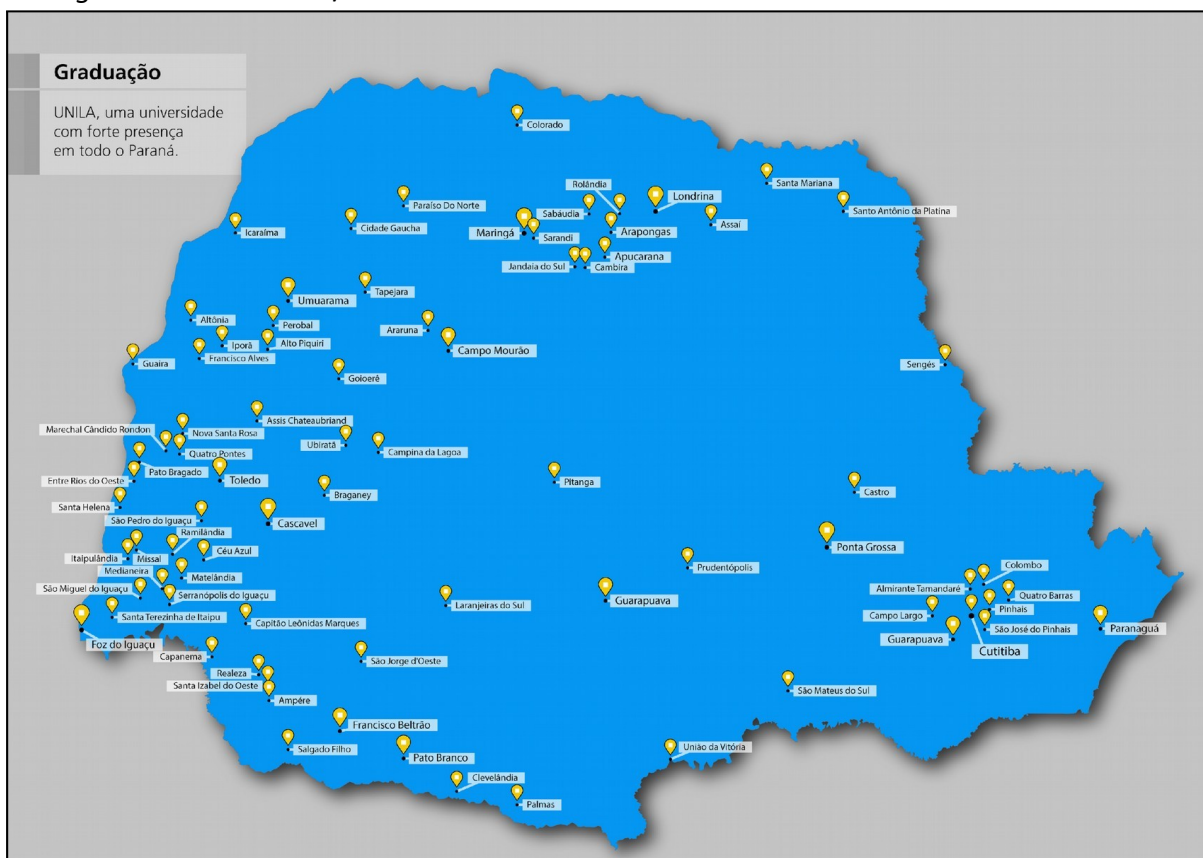 Graduação
UNILA, uma universidade
com forte presença
em todo o Paraná.
Colorado
Santa Mariana
Rolândia
Londrina
Paraíso Do Norte
Sabáudia
Santo Antônio da Platina
Icaraíma
Cidade Gaucha
Maringá
Sarandi
Arapongas
Assaí
Apucarana
Jandaia do Sul
Cambira
Tapejara
Umuarama
Altônia
Perobal
Araruna
Iporã
Alto Piquiri
Campo Mourão
Guaira
Francisco Alves
Sengés
Goioerê
Assis Chateaubriand
Marechal Cândido Rondon
Nova Santa Rosa
Ubiratã
Quatro Pontes
Campina da Lagoa
Pato Bragado
Entre Rios do Oeste
Toledo
Pitanga
Braganey
Castro
Santa Helena
São Pedro do Iguaçu
Cascavel
Ramilândia
Itaipulândia
Missal
Céu Azul
Ponta Grossa
Medianeira
Matelândia
Prudentópolis
Colombo
Almirante Tamandaré
São Miguel do Iguaçu
Serranópolis do Iguaçu
Quatro Barras
Laranjeiras do Sul
Guarapuava
Pinhais
Campo Largo
Santa Terezinha de Itaipu
Capitão Leônidas Marques
São José do Pinhais
Paranaguá
Foz do Iguaçu
Guarapuava
Cutitiba
Capanema
São Jorge d'Oeste
Realeza
Santa Izabel do Oeste
Ampére
São Mateus do Sul
Francisco Beltrão
Salgado Filho
União da Vitória
Pato Branco
Clevelândia
Palmas